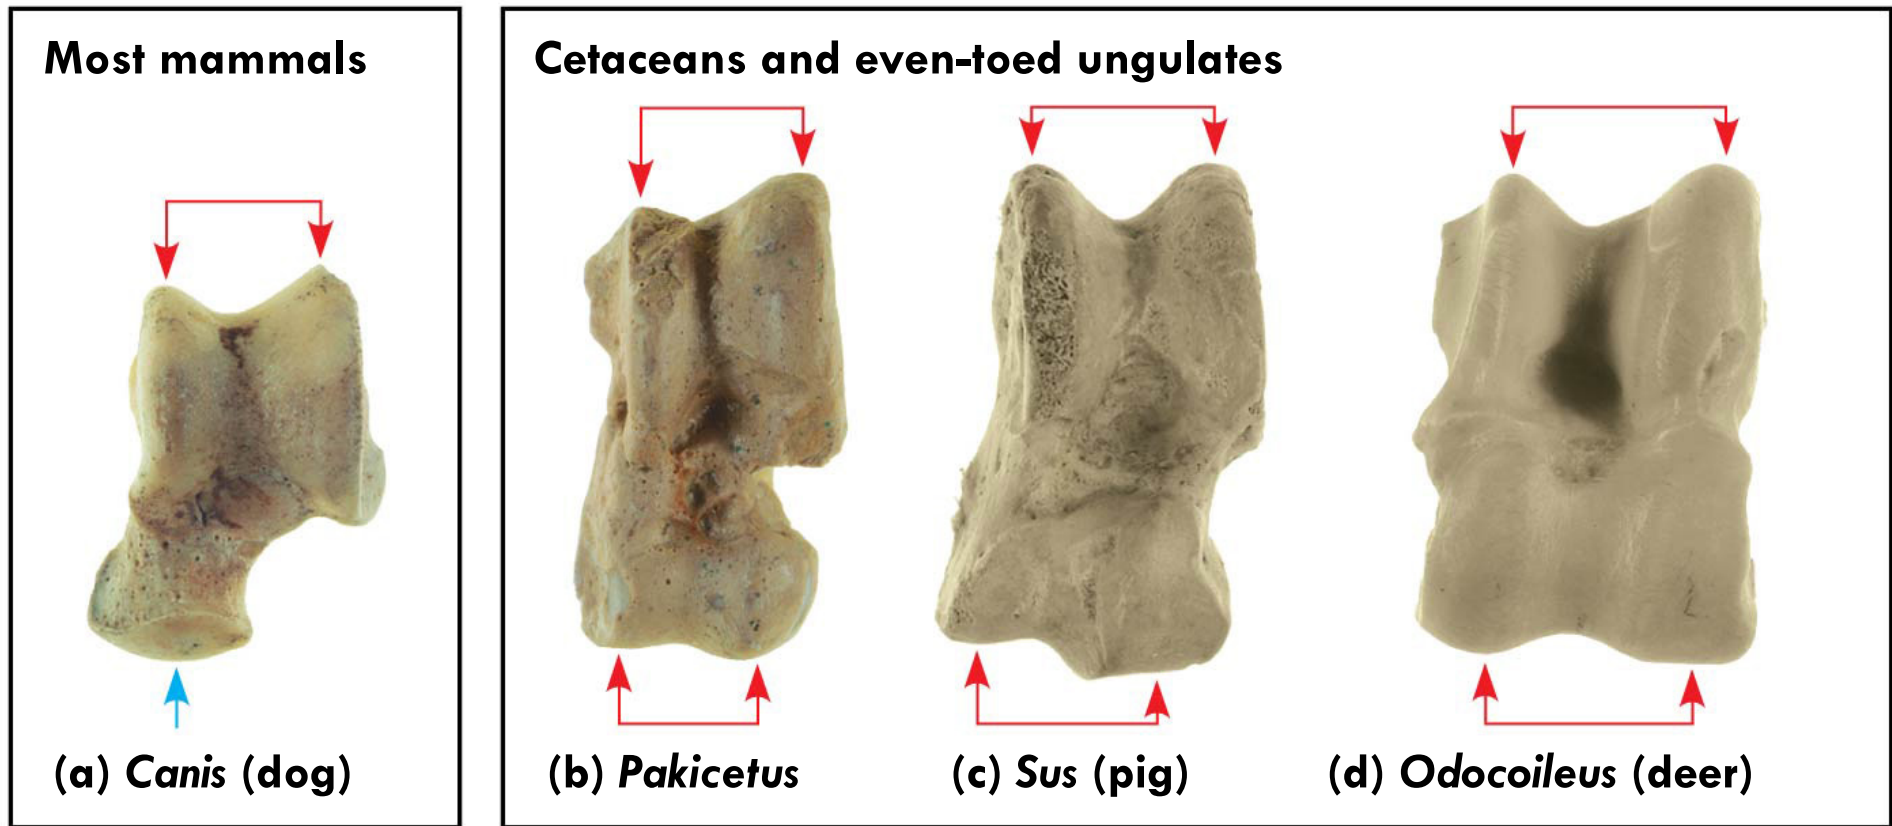 Most mammals
Cetaceans and even-toed ungulates
(a) Canis (dog)
(b) Pakicetus
(c) Sus (pig)
(d) Odocoileus (deer)